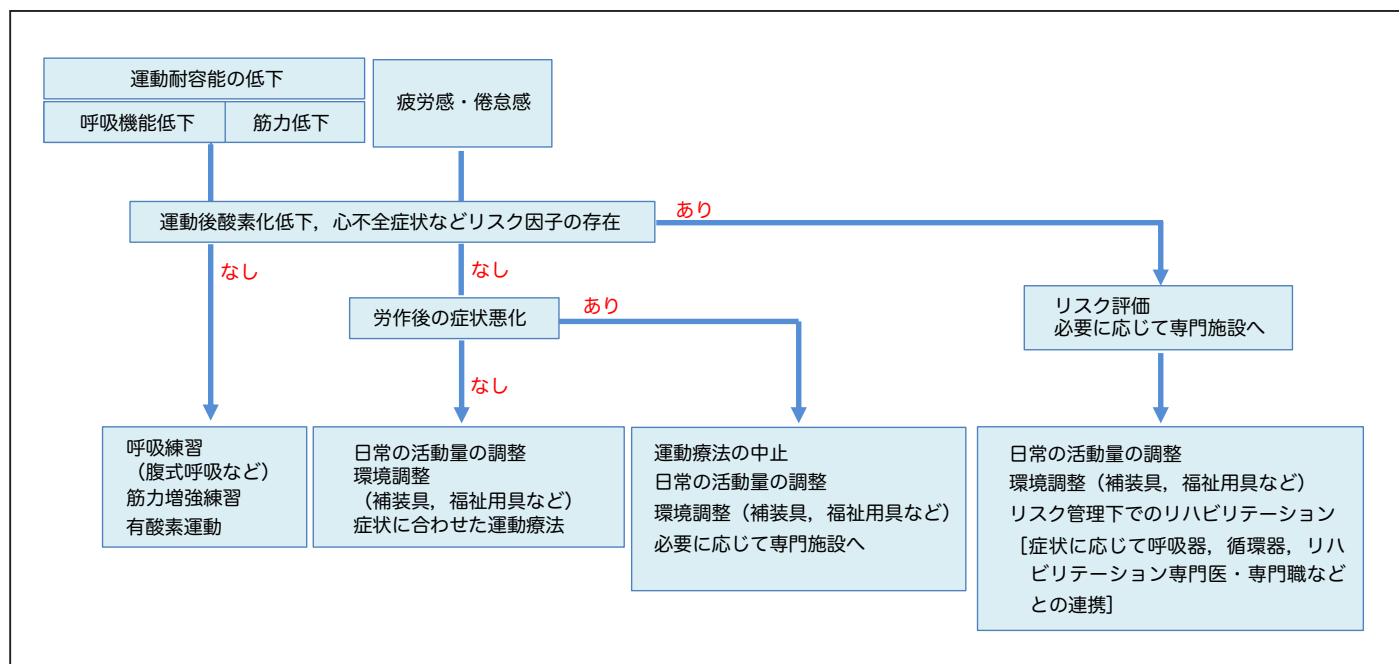 運動耐容能の低下
呼吸機能低下
筋力低下
疲労感・倦怠感
運動後酸素化低下，心不全症状などリスク因子の存在
あり
なし
なし
労作後の症状悪化
あり
リスク評価
必要に応じて専門施設へ
なし
呼吸練習
（腹式呼吸など）
筋力増強練習
有酸素運動
日常の活動量の調整
環境調整
（補装具，福祉用具など）
症状に合わせた運動療法
運動療法の中止
日常の活動量の調整
環境調整（補装具，福祉用具など）
必要に応じて専門施設へ
日常の活動量の調整
環境調整（補装具，福祉用具など）
リスク管理下でのリハビリテーション
［症状に応じて呼吸器，循環器，リハ
ビリテーション専門医・専門職など
との連携］